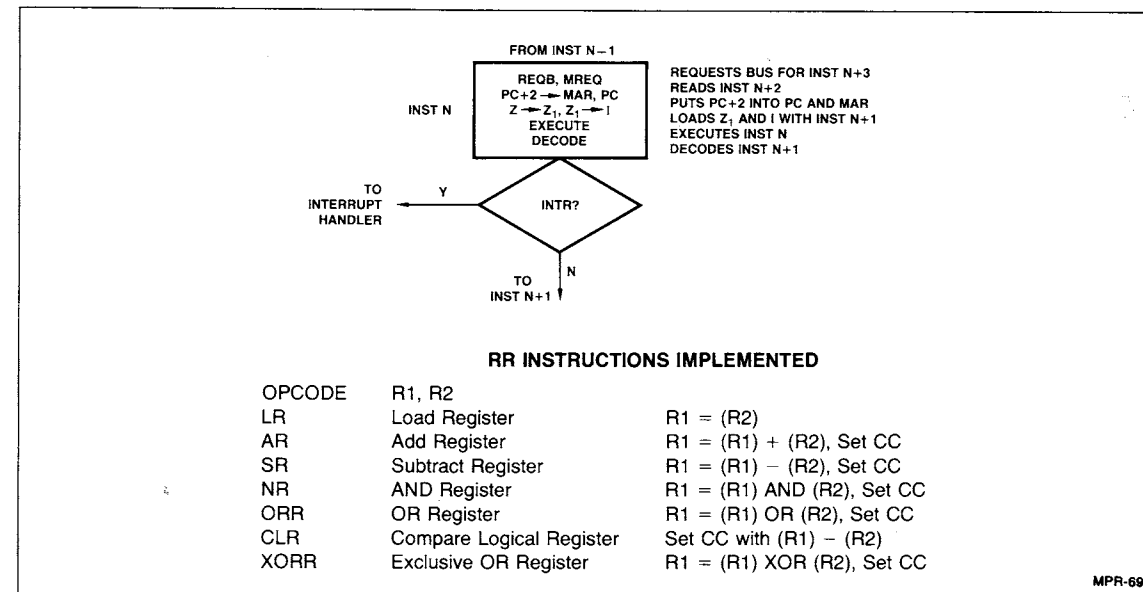 FROM INST N−1
INST N
REQB, MREQ
PC+2 → MAR, PC
Z → Z₁, Z₁ → I
EXECUTE
DECODE
REQUESTS BUS FOR INST N+3
READS INST N+2
PUTS PC+2 INTO PC AND MAR
LOADS Z₁ AND I WITH INST N+1
EXECUTES INST N
DECODES INST N+1
TO
INTERRUPT
HANDLER
Y
INTR?
N
TO
INST N+1
RR INSTRUCTIONS IMPLEMENTED
OPCODE R1, R2
LR Load Register R1 = (R2)
AR Add Register R1 = (R1) + (R2), Set CC
SR Subtract Register R1 = (R1) − (R2), Set CC
NR AND Register R1 = (R1) AND (R2), Set CC
ORR OR Register R1 = (R1) OR (R2), Set CC
CLR Compare Logical Register Set CC with (R1) − (R2)
XORR Exclusive OR Register R1 = (R1) XOR (R2), Set CC
MPR-69